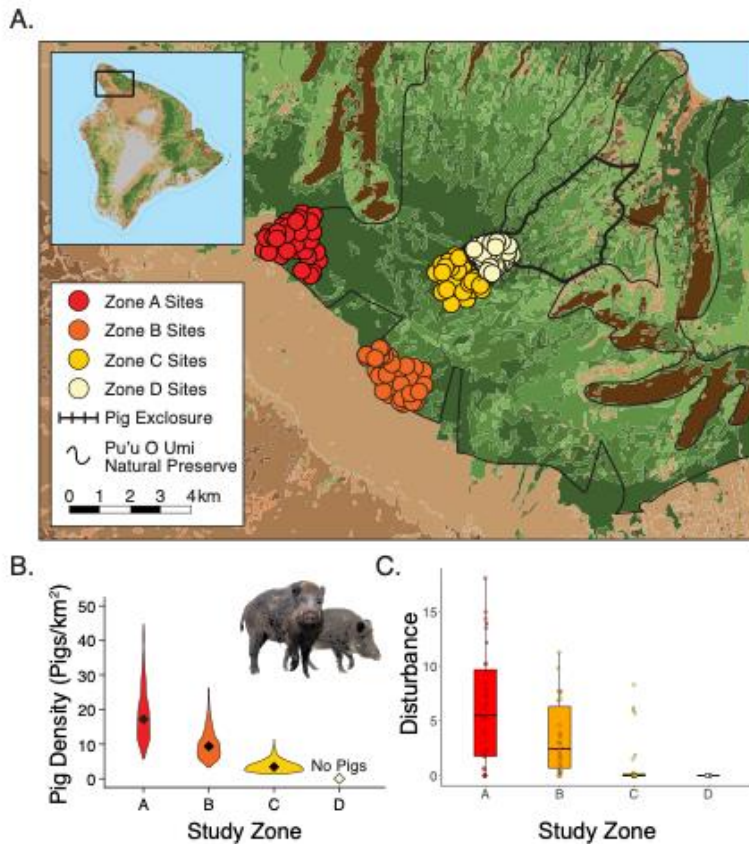 A.
Zone A Sites
Zone B Sites
Zone C Sites
Zone D Sites
Pig Exclosure
Pu'u O Umi
Natural Preserve
0 1 2 3 4 km
B.
Pig Density (Pigs/km²)
50
40
30
20
10
0
No Pigs
A B C D
Study Zone
C.
Disturbance
15
10
5
0
A B C D
Study Zone